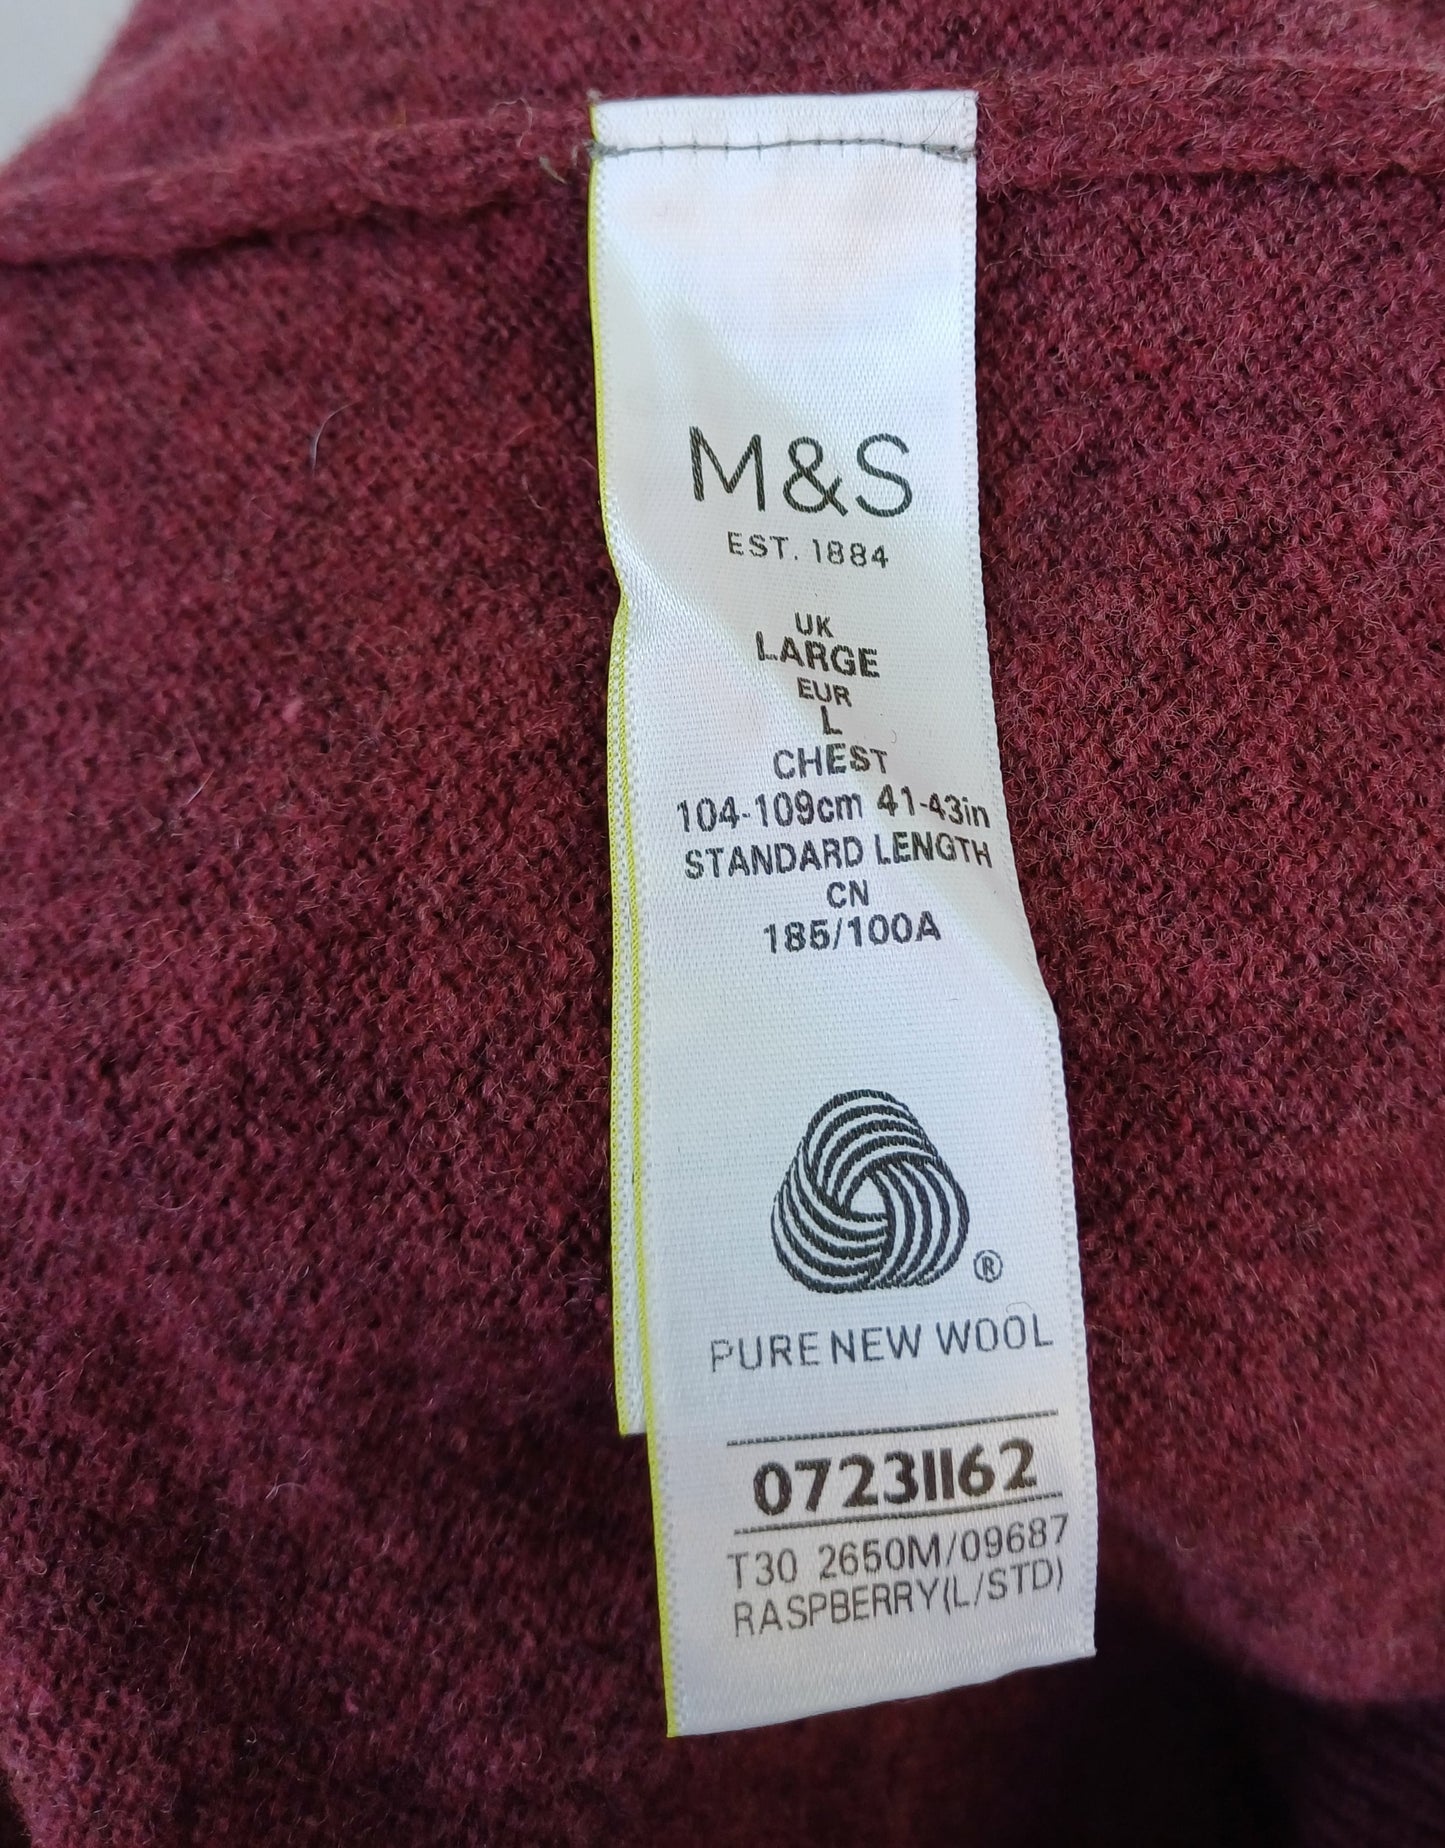 M&S
EST. 1884
UK
LARGE
EUR
L
CHEST
104-109cm 41-43in
STANDARD LENGTH
CN
185/100A
®
PURE NEW WOOL
07231162
T30 2650M/09687
RASPBERRY(L/STD)